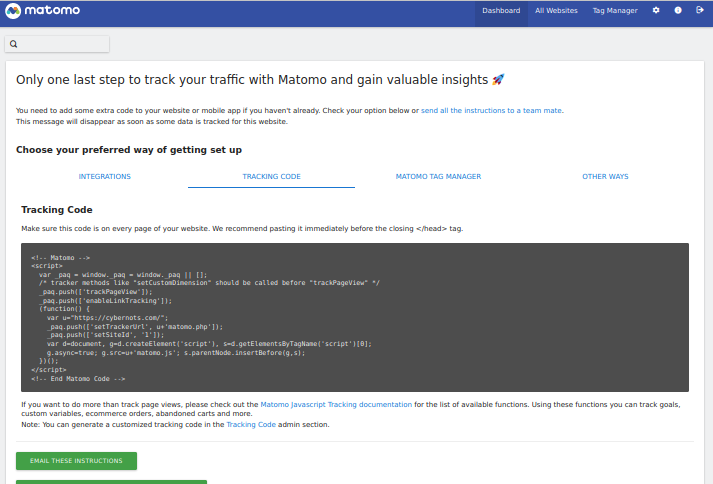 matomo
Dashboard All Websites Tag Manager
Only one last step to track your traffic with Matomo and gain valuable insights 🚀
You need to add some extra code to your website or mobile app if you haven't already. Check your option below or send all the instructions to a team mate.
This message will disappear as soon as some data is tracked for this website.
Choose your preferred way of getting set up
INTEGRATIONS TRACKING CODE MATOMO TAG MANAGER OTHER WAYS
Tracking Code
Make sure this code is on every page of your website. We recommend pasting it immediately before the closing </head> tag.
<!-- Matomo -->
<script>
  var _paq = window._paq = window._paq || [];
  /* tracker methods like "setCustomDimension" should be called before "trackPageView" */
  _paq.push(['trackPageView']);
  _paq.push(['enableLinkTracking']);
  (function() {
    var u="https://cybernots.com/";
    _paq.push(['setTrackerUrl', u+'matomo.php']);
    _paq.push(['setSiteId', '1']);
    var d=document, g=d.createElement('script'), s=d.getElementsByTagName('script')[0];
    g.async=true; g.src=u+'matomo.js'; s.parentNode.insertBefore(g,s);
  })();
</script>
<!-- End Matomo Code -->
If you want to do more than track page views, please check out the Matomo Javascript Tracking documentation for the list of available functions. Using these functions you can track goals,
custom variables, ecommerce orders, abandoned carts and more.
Note: You can generate a customized tracking code in the Tracking Code admin section.
EMAIL THESE INSTRUCTIONS